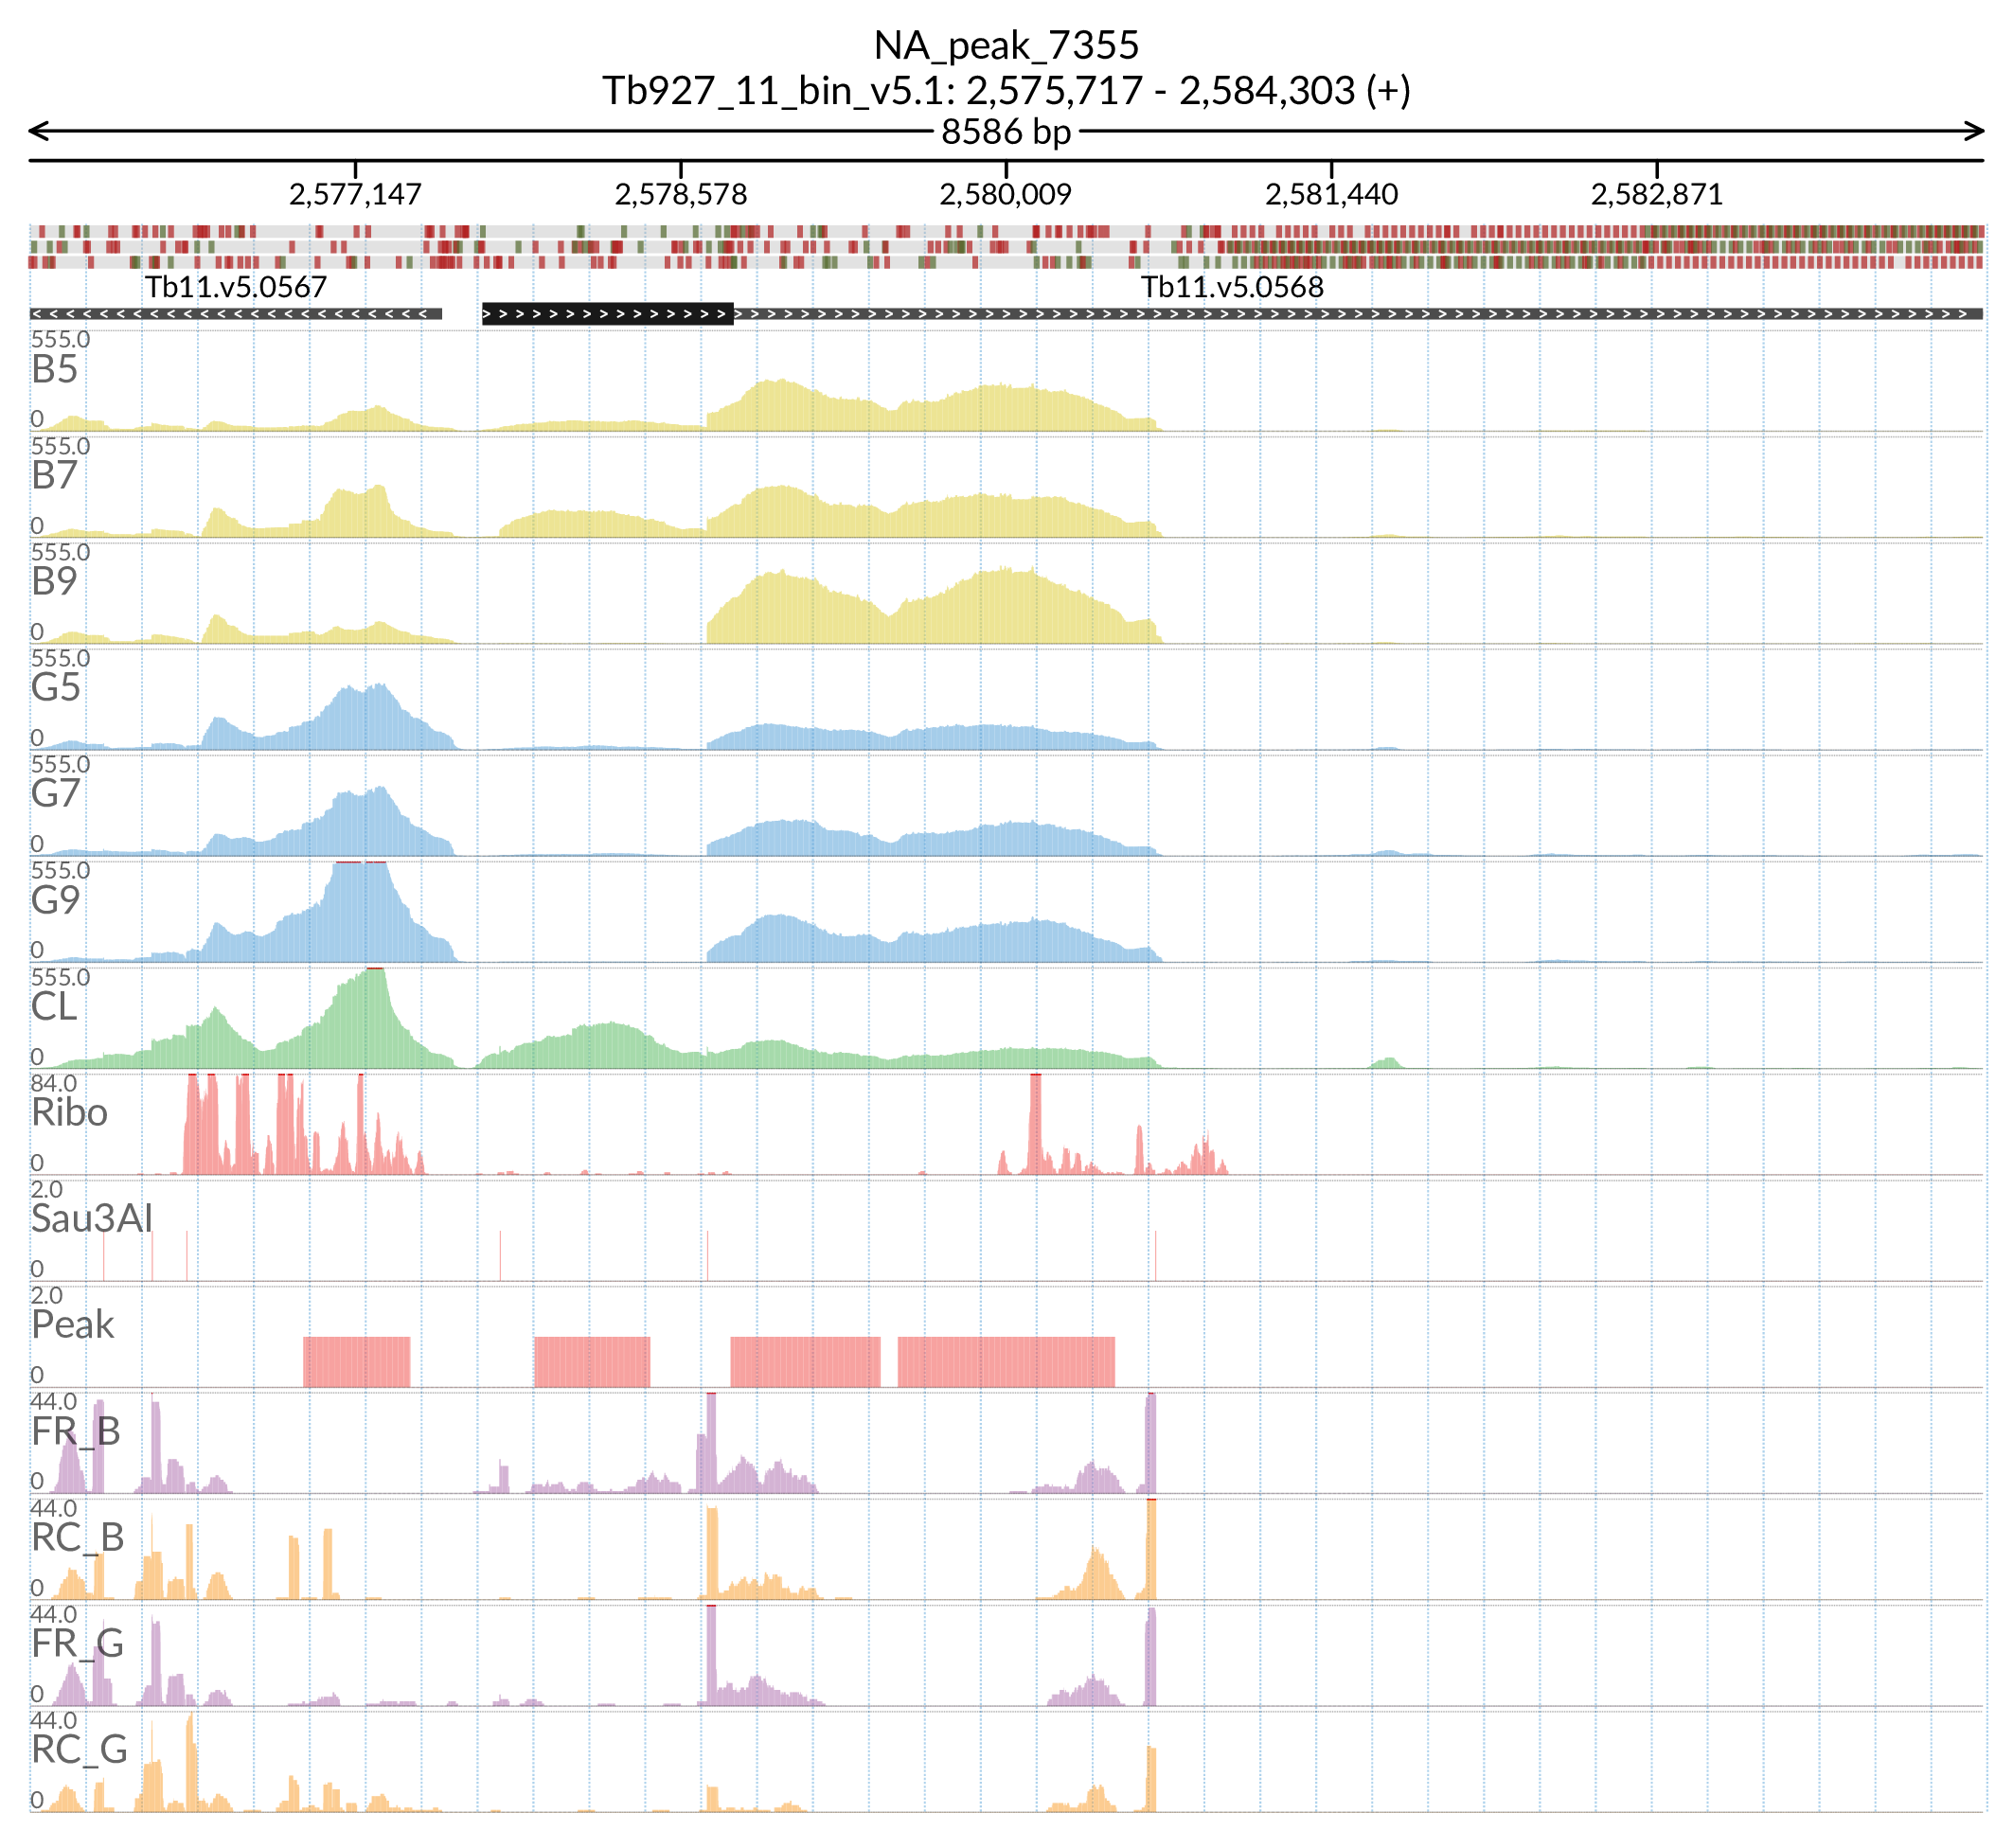 NA_peak_7355
Tb927_11_bin_v5.1: 2,575,717 - 2,584,303 (+)
8586 bp
2,577,147 2,578,578 2,580,009 2,581,440 2,582,871
Tb11.v5.0567 Tb11.v5.0568
555.0
B5
0
555.0
B7
0
555.0
B9
0
555.0
G5
0
555.0
G7
0
555.0
G9
0
555.0
CL
0
84.0
Ribo
0
2.0
Sau3AI
0
2.0
Peak
0
44.0
FR_B
0
44.0
RC_B
0
44.0
FR_G
0
44.0
RC_G
0